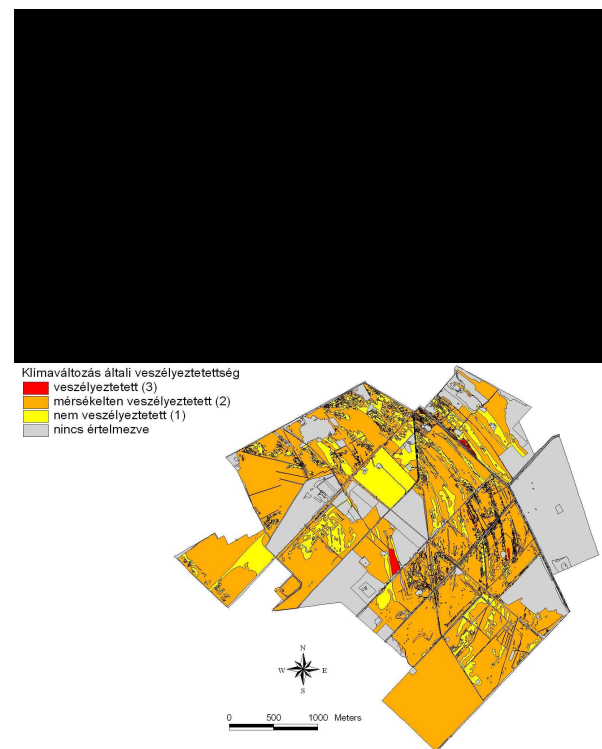 Klímaváltozás általi veszélyeztetettség
veszélyeztetett (3)
mérsékelten veszélyeztetett (2)
nem veszélyeztetett (1)
nincs értelmezve
N
W E
S
0 500 1000 Meters